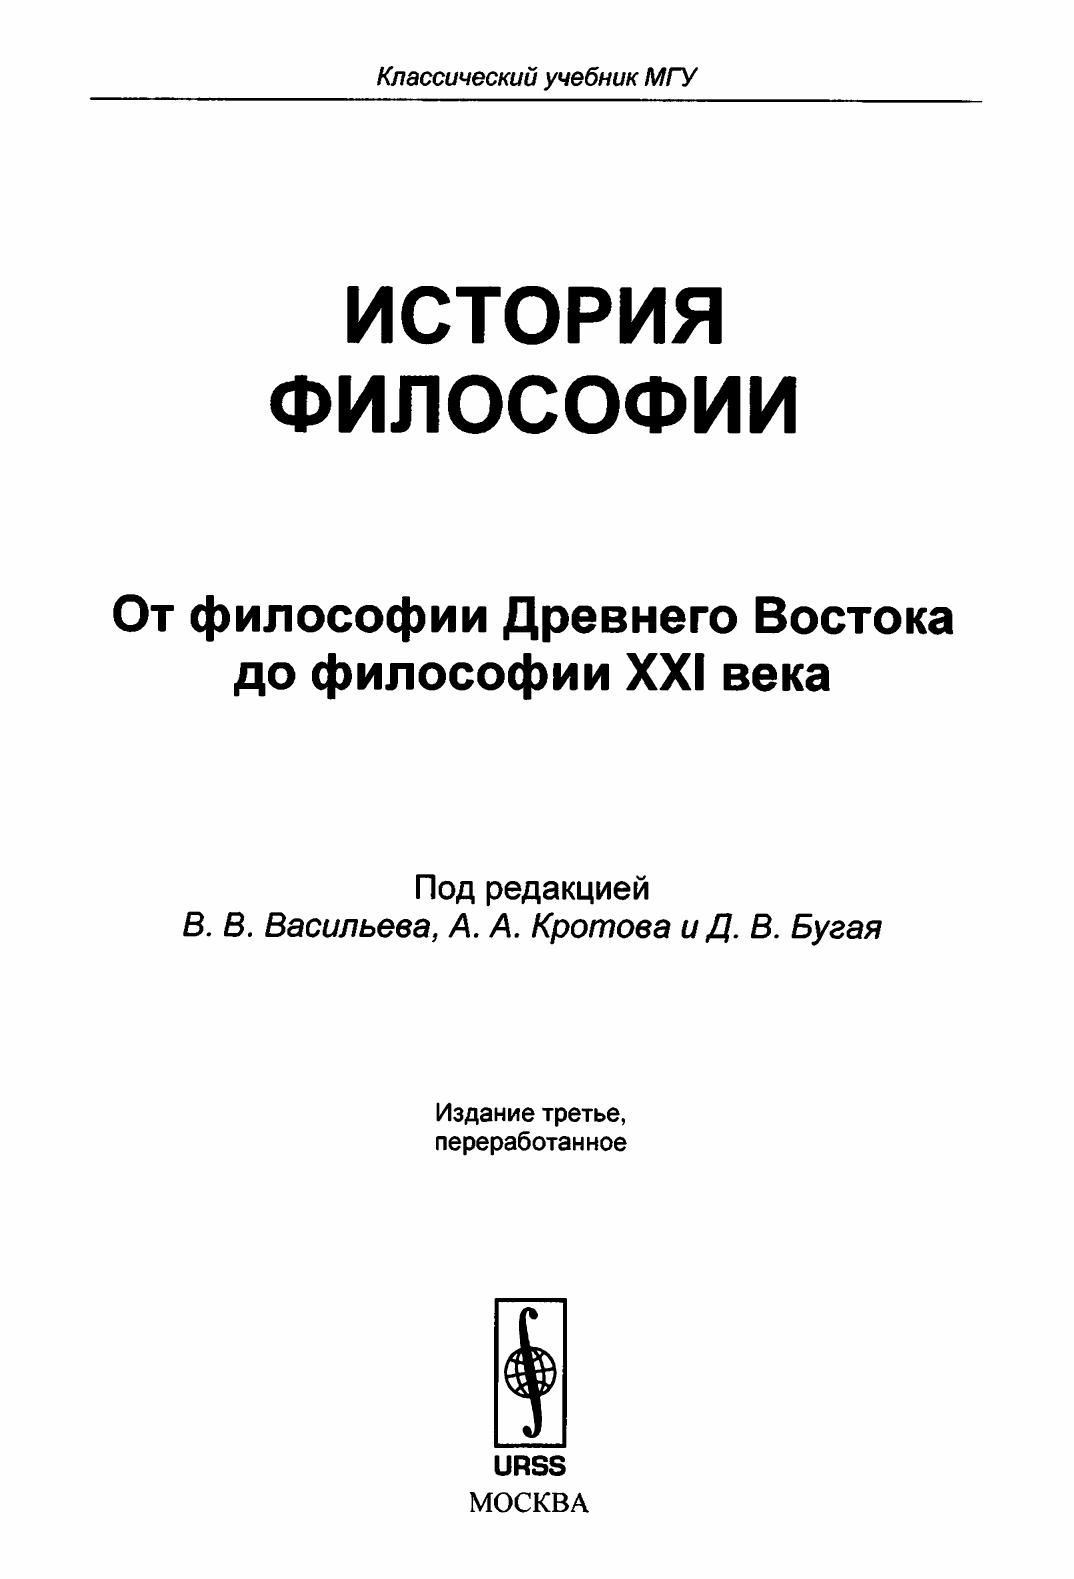 Классический учебник МГУ
ИСТОРИЯ
ФИЛОСОФИИ
От философии Древнего Востока
до философии XXI века
Под редакцией
В. В. Васильева, А. А. Кротова и Д. В. Бугая
Издание третье,
переработанное
URSS
МОСКВА